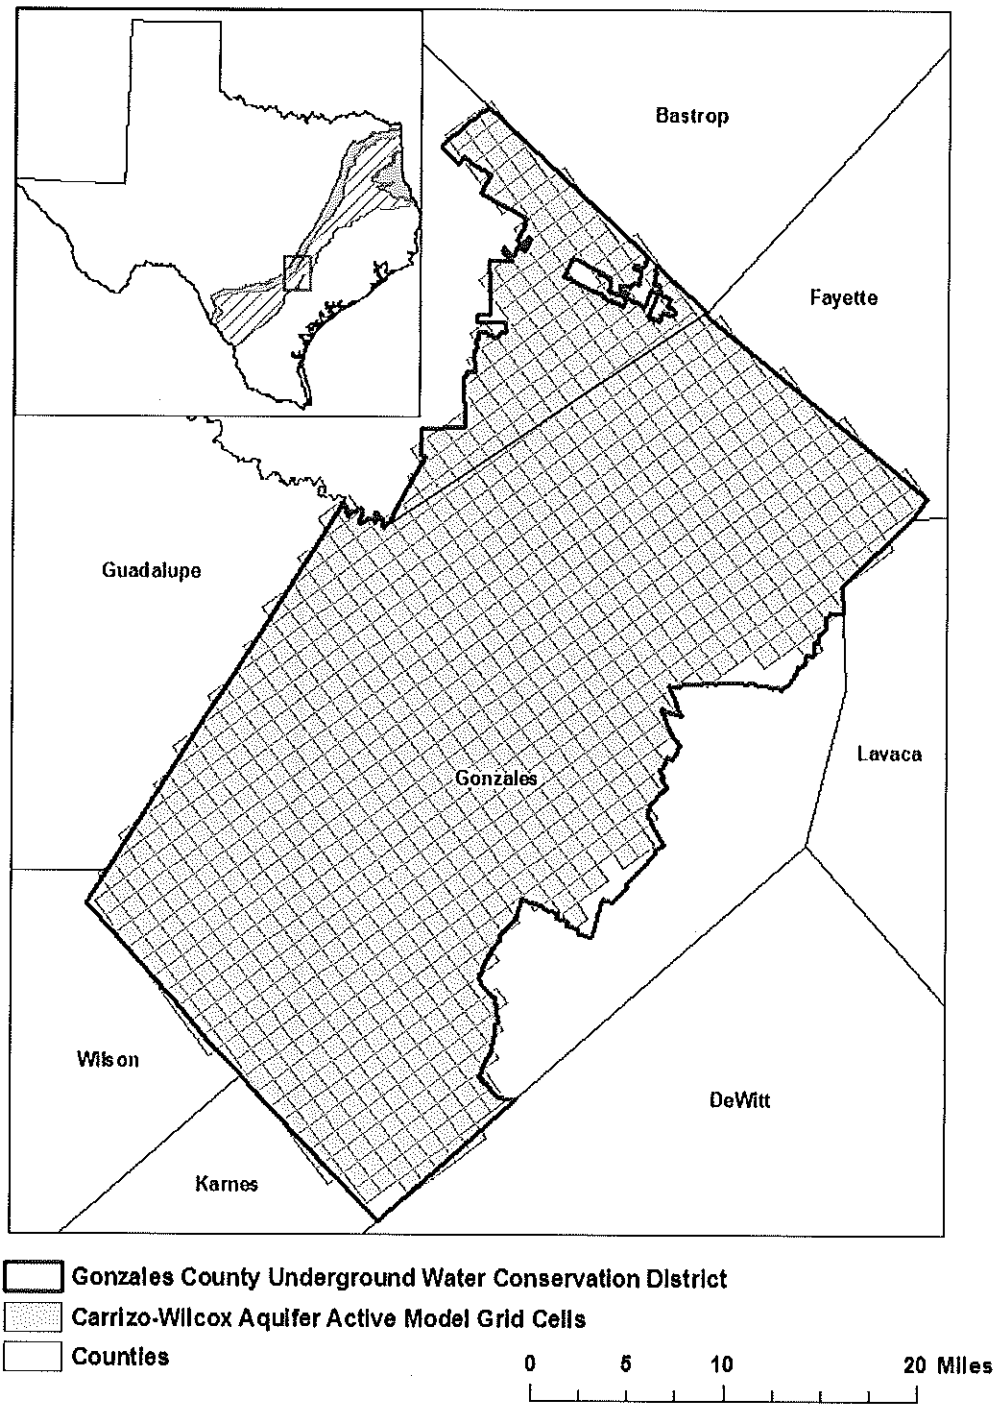 Bastrop
Fayette
Guadalupe
Lavaca
Gonzales
Wilson
DeWitt
Karnes
Gonzales County Underground Water Conservation District
Carrizo-Wilcox Aquifer Active Model Grid Cells
Counties
0 5 10 20 Miles